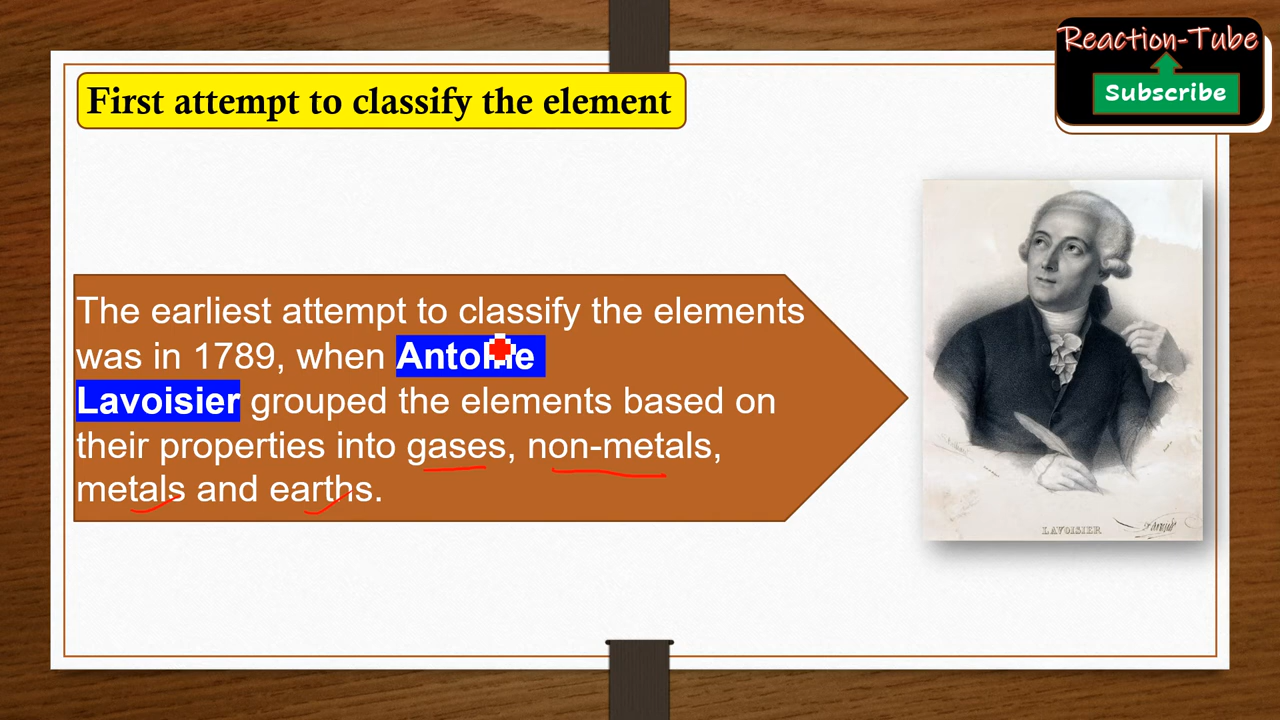 Reaction-Tube
Subscribe
First attempt to classify the element
The earliest attempt to classify the elements
was in 1789, when
Lavoisier grouped the elements based on
their properties into gases, non-metals,
metals and earths.
LAVOISIER